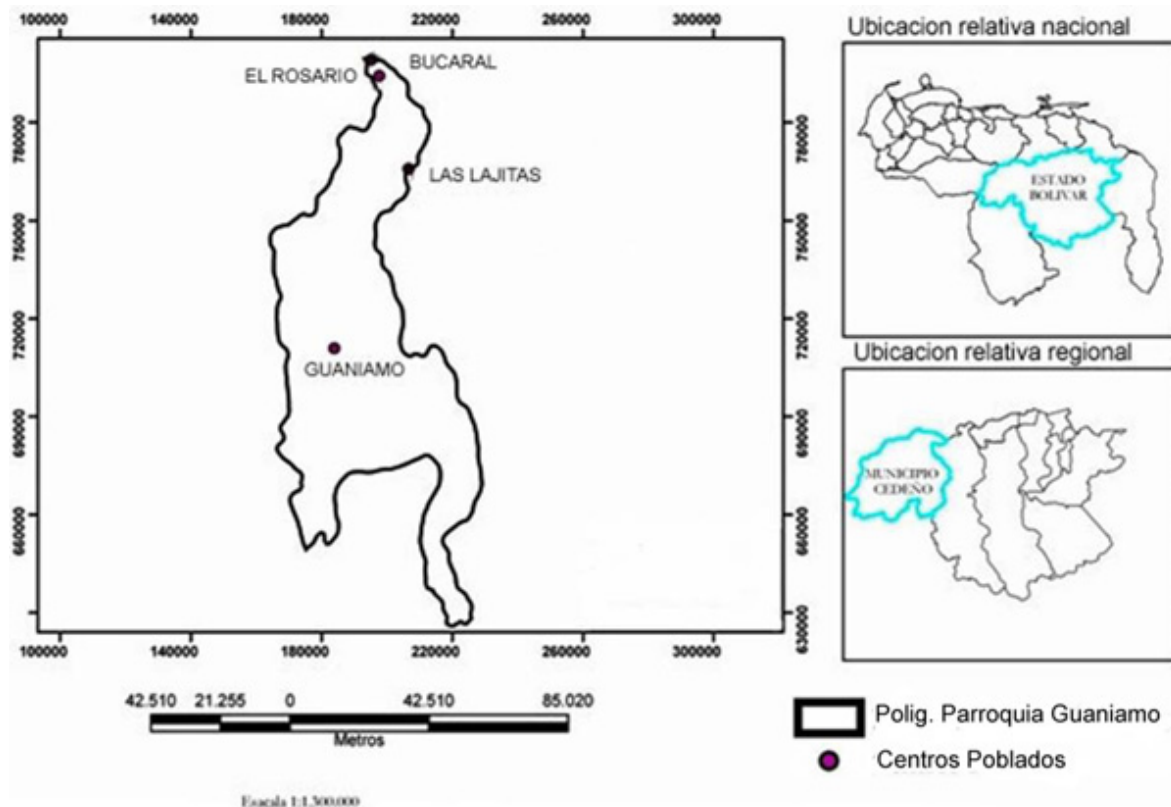 100000 140000 180000 220000 260000 300000
780000
750000
720000
690000
660000
630000
BUCARAL
EL ROSARIO
LAS LAJITAS
GUANIAMO
780000
750000
720000
690000
660000
630000
100000 140000 180000 220000 260000 300000
42.510 21.255 0 42.510 85.020
Metros
Esacala 1:1.500.000
Ubicacion relativa nacional
ESTADO
BOLIVAR
Ubicacion relativa regional
MUNICIPIO
CEDEÑO
Polig. Parroquia Guaniamo
Centros Poblados